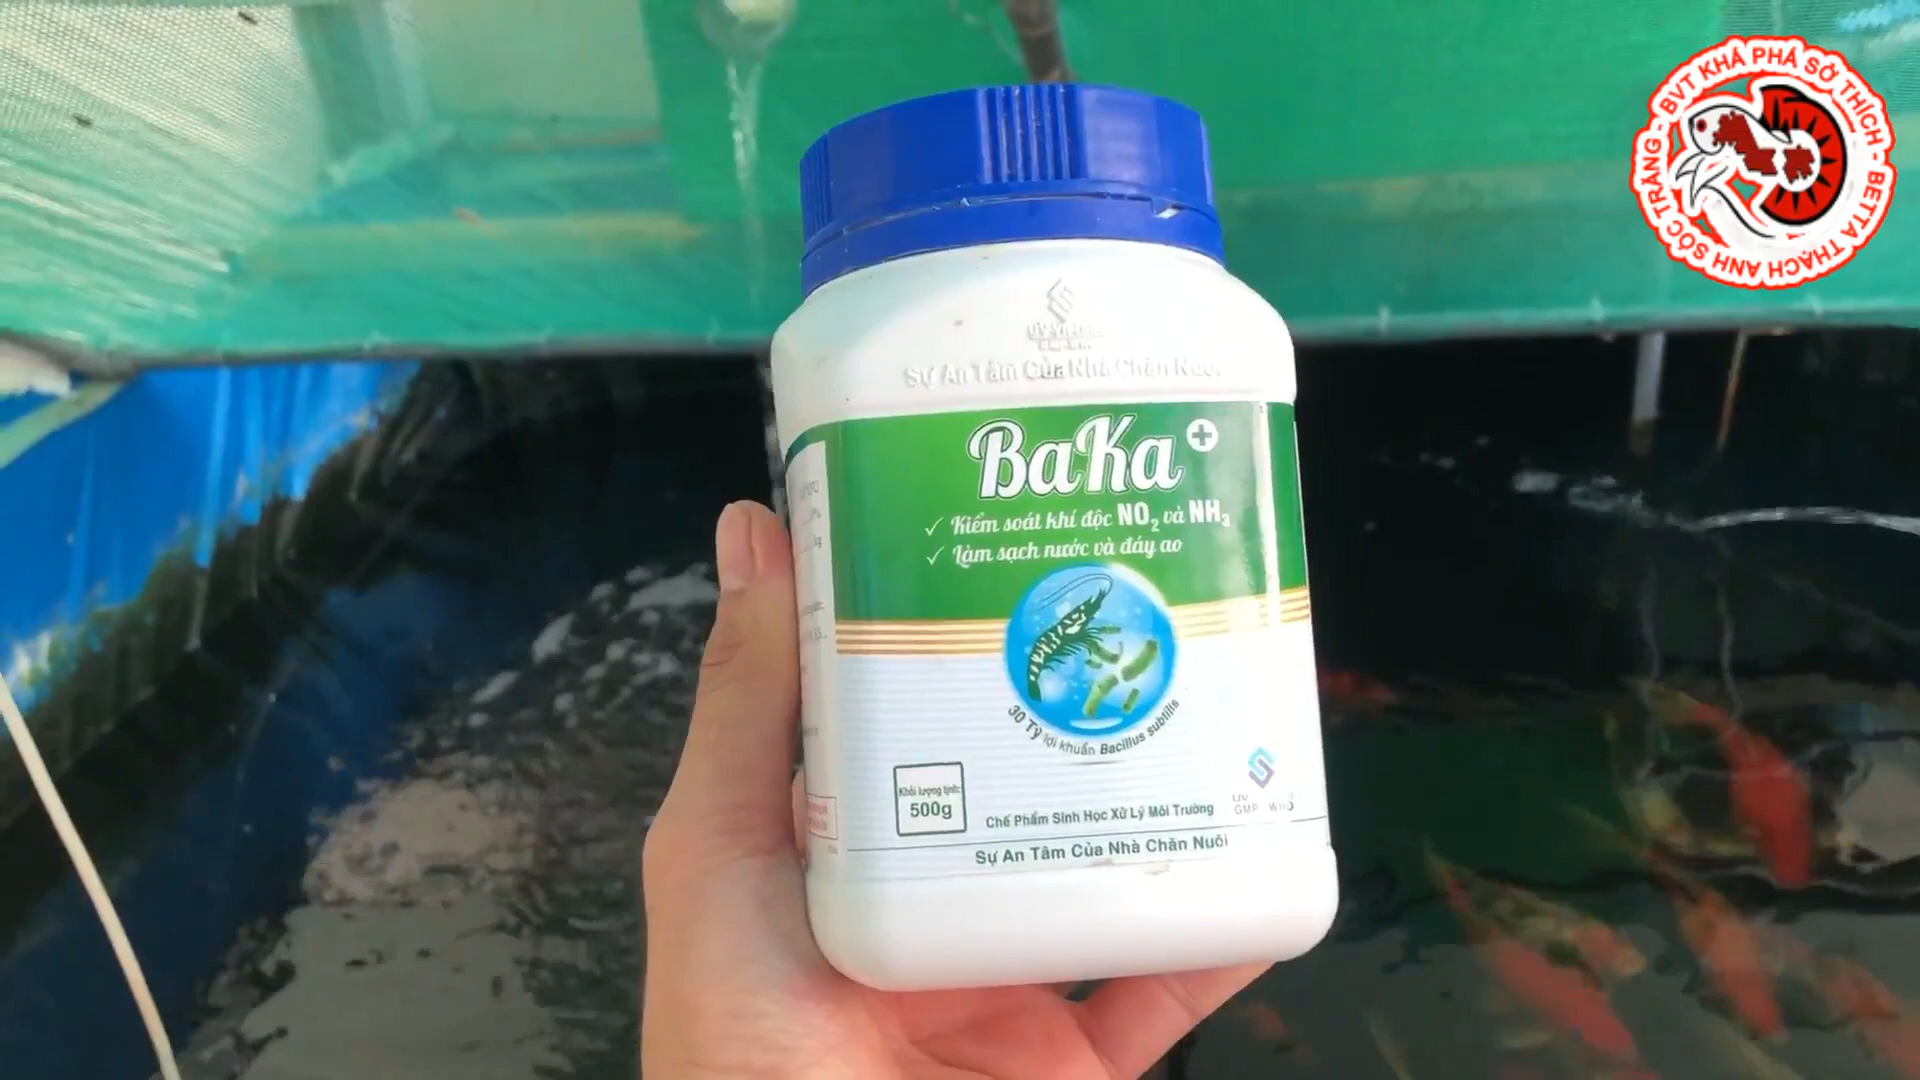 BVT KHÁ PHÁ SỞ THÍCH - BETTA THẠCH ANH SÓC TRĂNG -
Sự An Tâm Của Nhà Chăn Nuôi
BaKa+
✓ Kiểm soát khí độc NO₂ và NH₃
✓ Làm sạch nước và đáy ao
30 Tỷ lợi khuẩn Bacillus subtilis
Khối lượng tịnh:
500g
Chế Phẩm Sinh Học Xử Lý Môi Trường
GMP WHO
Sự An Tâm Của Nhà Chăn Nuôi